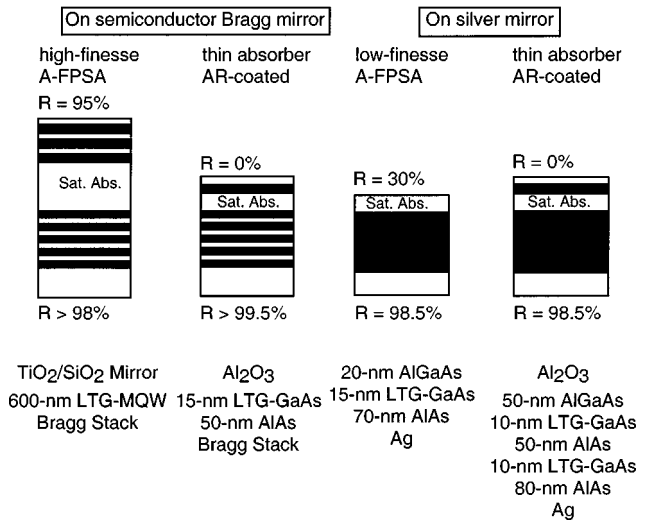 On semiconductor Bragg mirror
On silver mirror
high-finesse
A-FPSA
R = 95%
Sat. Abs.
R > 98%
TiO2/SiO2 Mirror
600-nm LTG-MQW
Bragg Stack
thin absorber
AR-coated
R = 0%
Sat. Abs.
R > 99.5%
Al2O3
15-nm LTG-GaAs
50-nm AlAs
Bragg Stack
low-finesse
A-FPSA
R = 30%
Sat. Abs.
R = 98.5%
20-nm AlGaAs
15-nm LTG-GaAs
70-nm AlAs
Ag
thin absorber
AR-coated
R = 0%
Sat. Abs.
R = 98.5%
Al2O3
50-nm AlGaAs
10-nm LTG-GaAs
50-nm AlAs
10-nm LTG-GaAs
80-nm AlAs
Ag